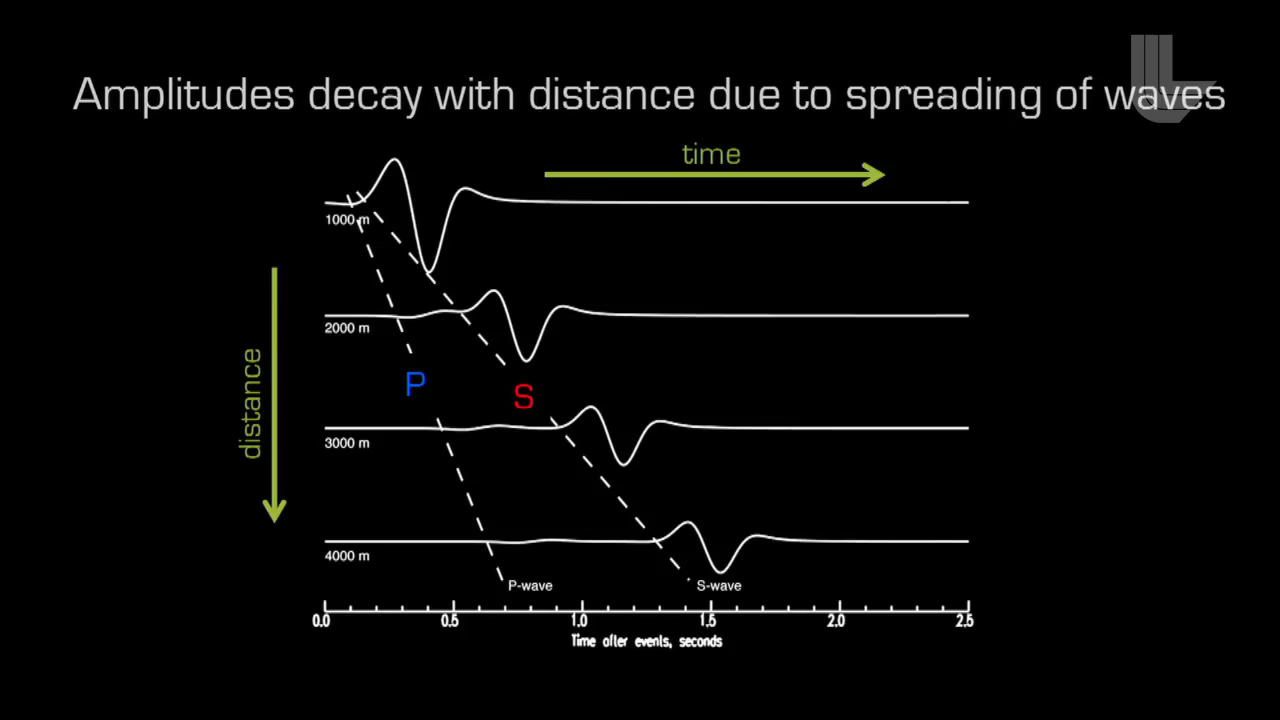 Amplitudes decay with distance due to spreading of waves
time
1000 m
2000 m
distance
P
S
3000 m
4000 m
P-wave
S-wave
0.0 0.5 1.0 1.5 2.0 2.5
Time after events, seconds